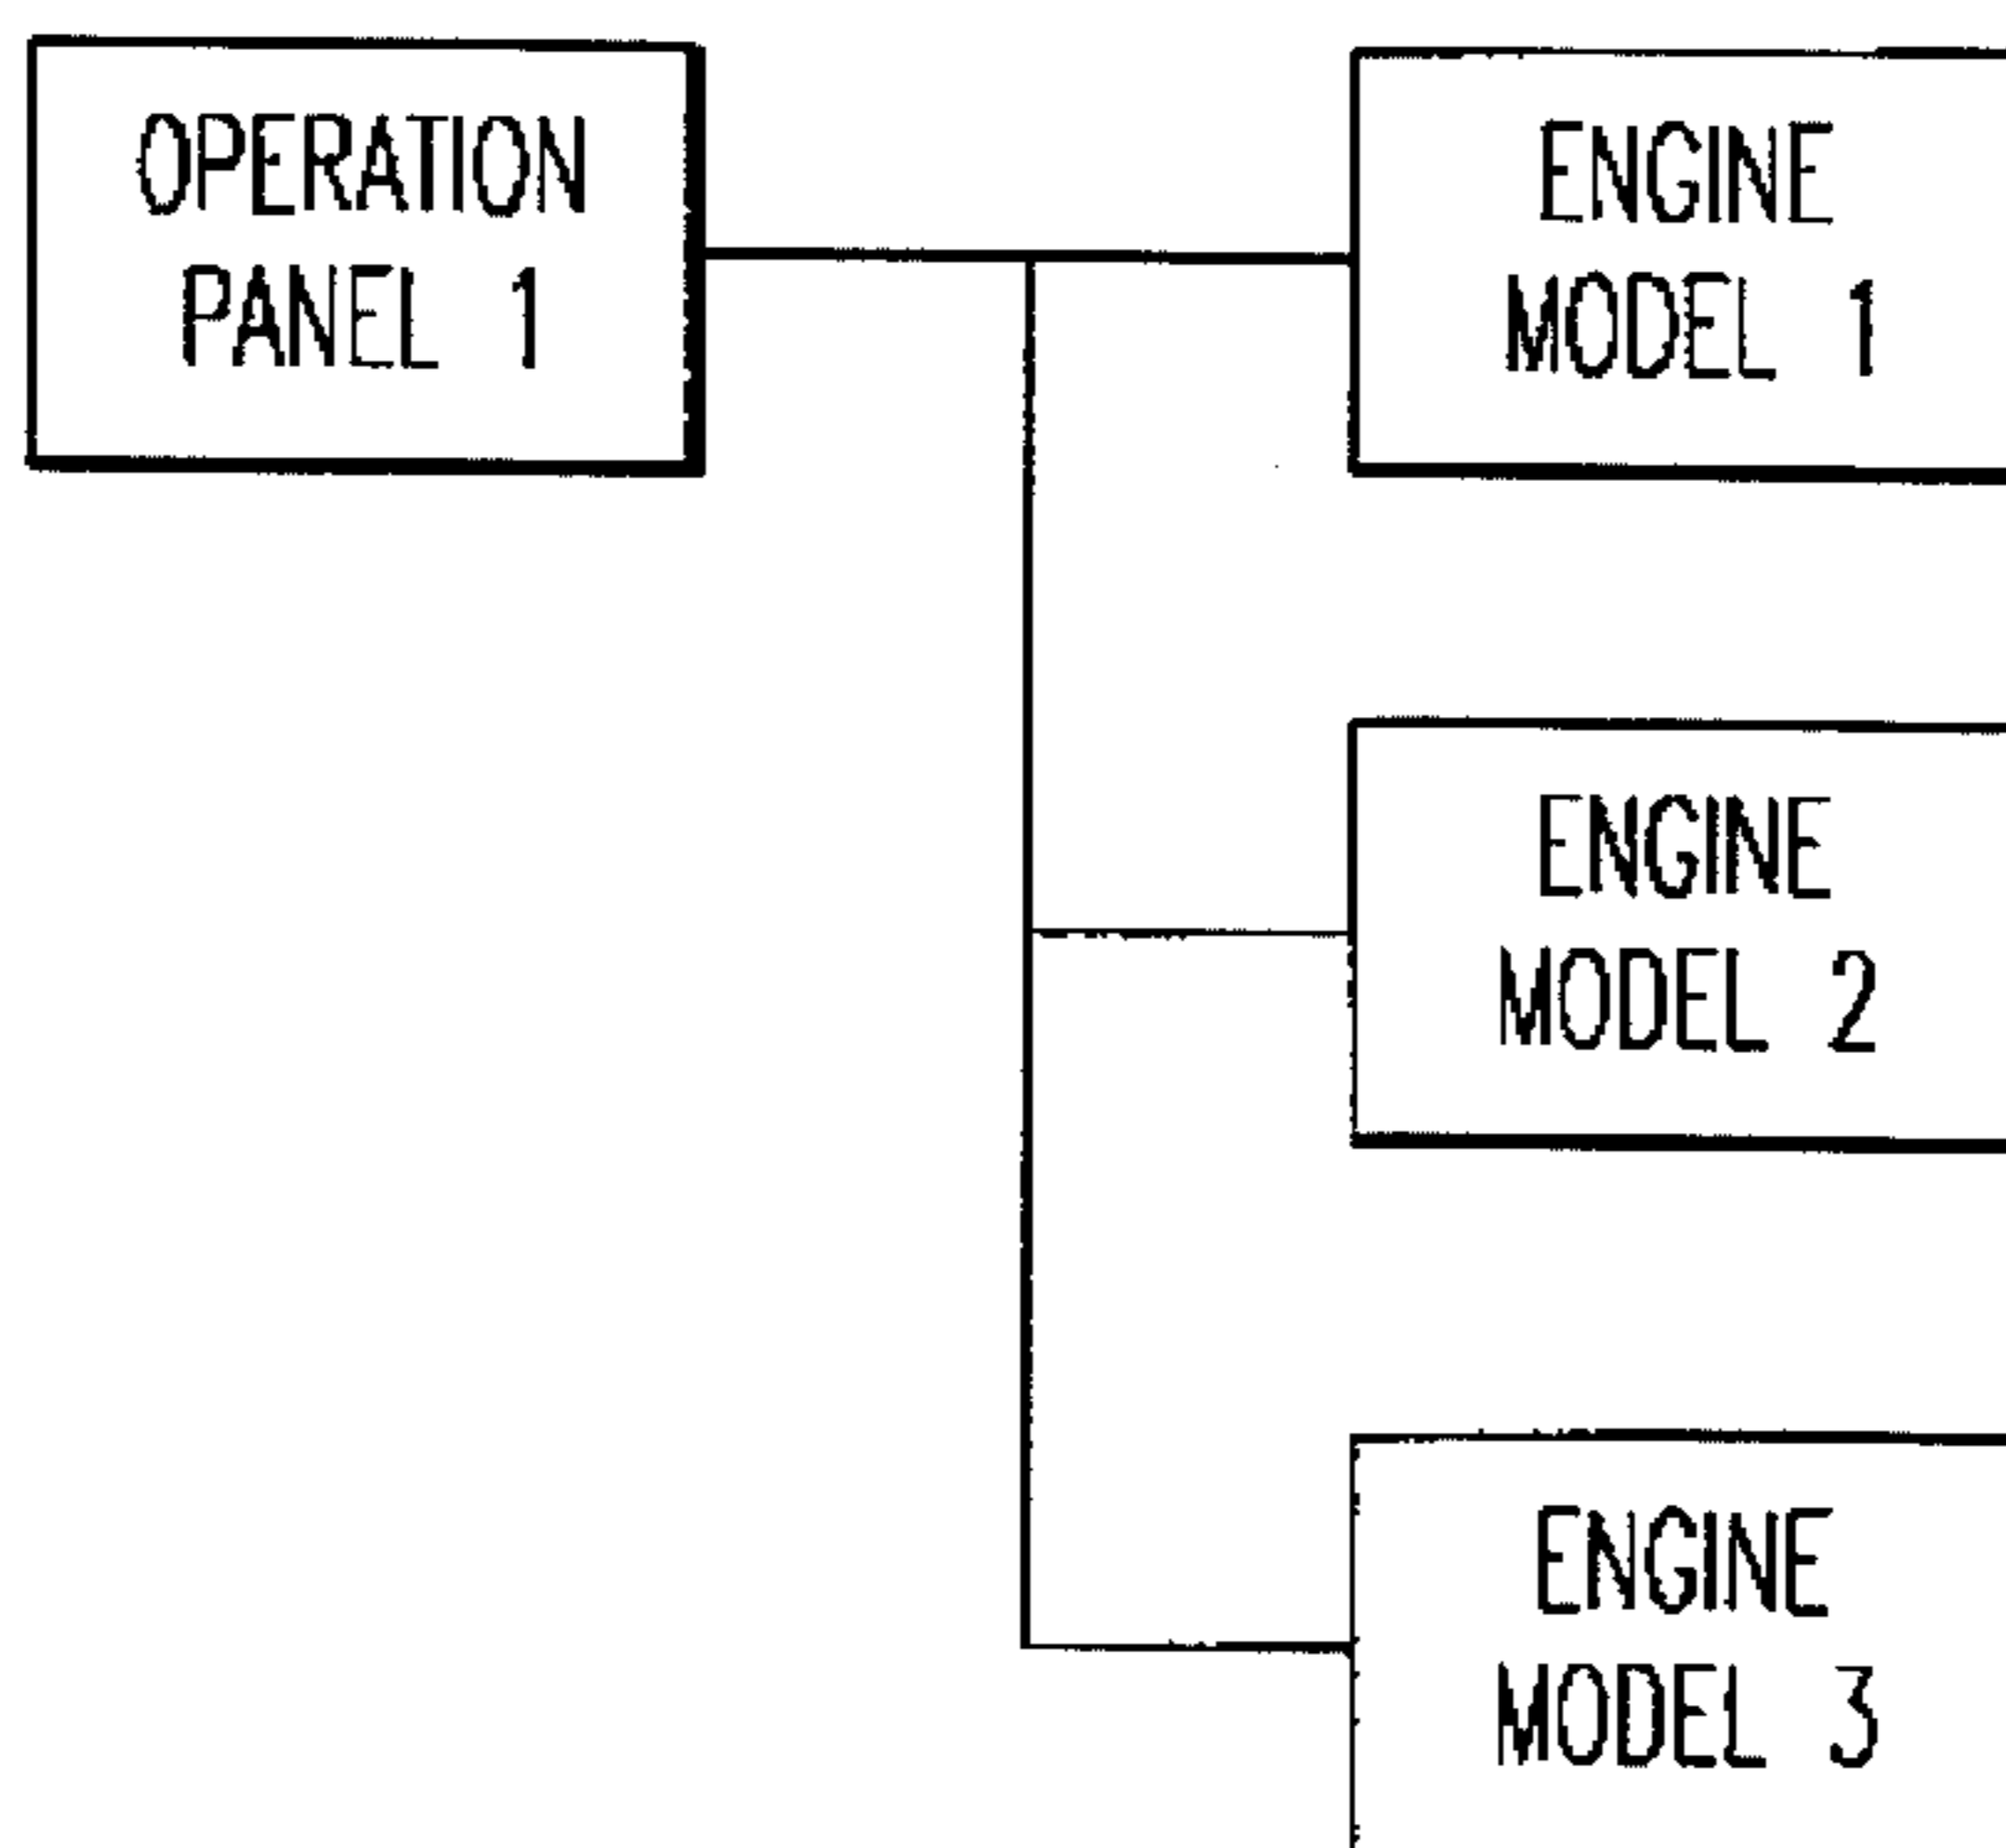 OPERATION
PANEL 1
ENGINE
MODEL 1
ENGINE
MODEL 2
ENGINE
MODEL 3